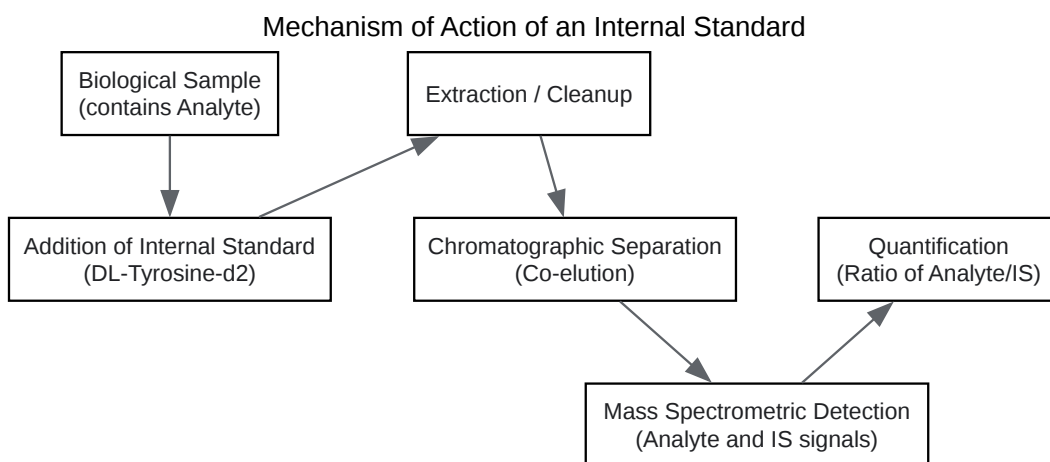 Mechanism of Action of an Internal Standard
Biological Sample
(contains Analyte)
Addition of Internal Standard
(DL-Tyrosine-d2)
Extraction / Cleanup
Chromatographic Separation
(Co-elution)
Mass Spectrometric Detection
(Analyte and IS signals)
Quantification
(Ratio of Analyte/IS)